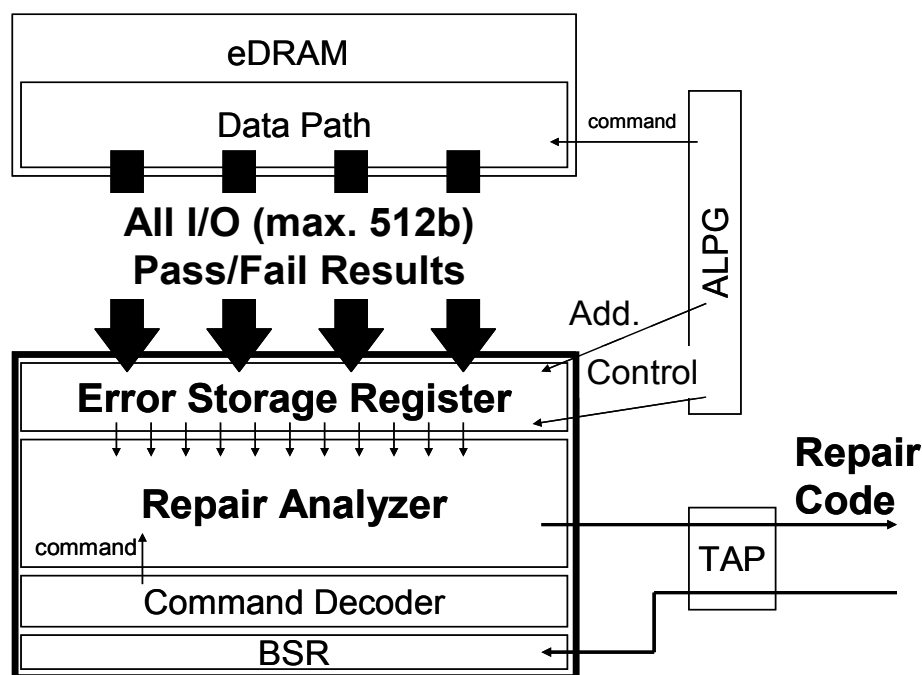 eDRAM
Data Path
command
ALPG
All I/O (max. 512b)
Pass/Fail Results
Add.
Control
Error Storage Register
Repair Analyzer
Repair
Code
command
TAP
Command Decoder
BSR